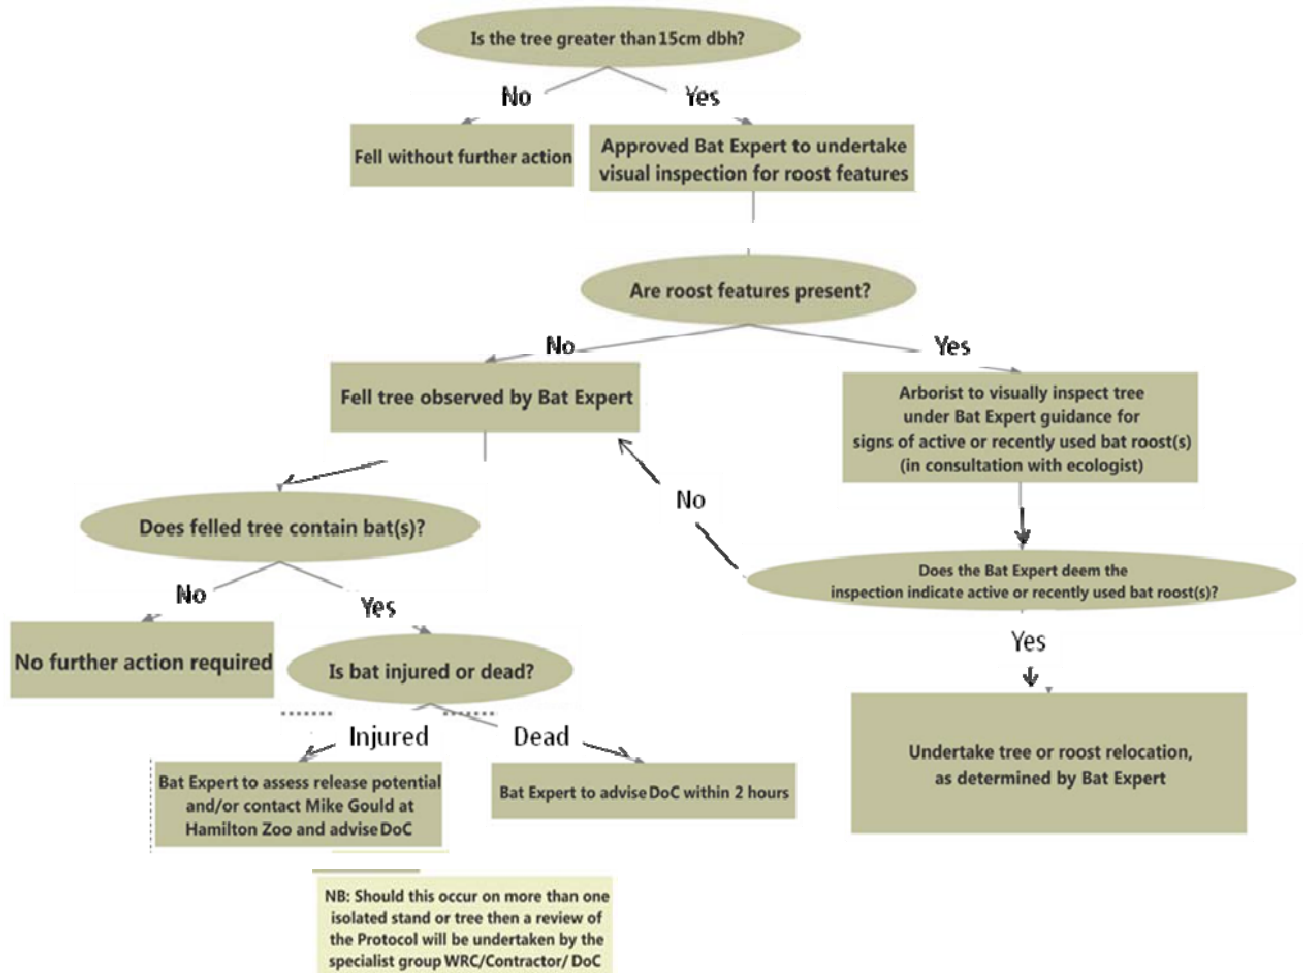 Is the tree greater than 15cm dbh?
No
Yes
Fell without further action
Approved Bat Expert to undertake
visual inspection for roost features
Are roost features present?
No
Yes
Fell tree observed by Bat Expert
Arborist to visually inspect tree
under Bat Expert guidance for
signs of active or recently used bat roost(s)
(in consultation with ecologist)
No
Does felled tree contain bat(s)?
Does the Bat Expert deem the
inspection indicate active or recently used bat roost(s)?
No
Yes
Yes
No further action required
Is bat injured or dead?
Injured
Dead
Undertake tree or roost relocation,
as determined by Bat Expert
Bat Expert to assess release potential
and/or contact Mike Gould at
Hamilton Zoo and advise DoC
Bat Expert to advise DoC within 2 hours
NB: Should this occur on more than one
isolated stand or tree then a review of
the Protocol will be undertaken by the
specialist group WRC/Contractor/ DoC